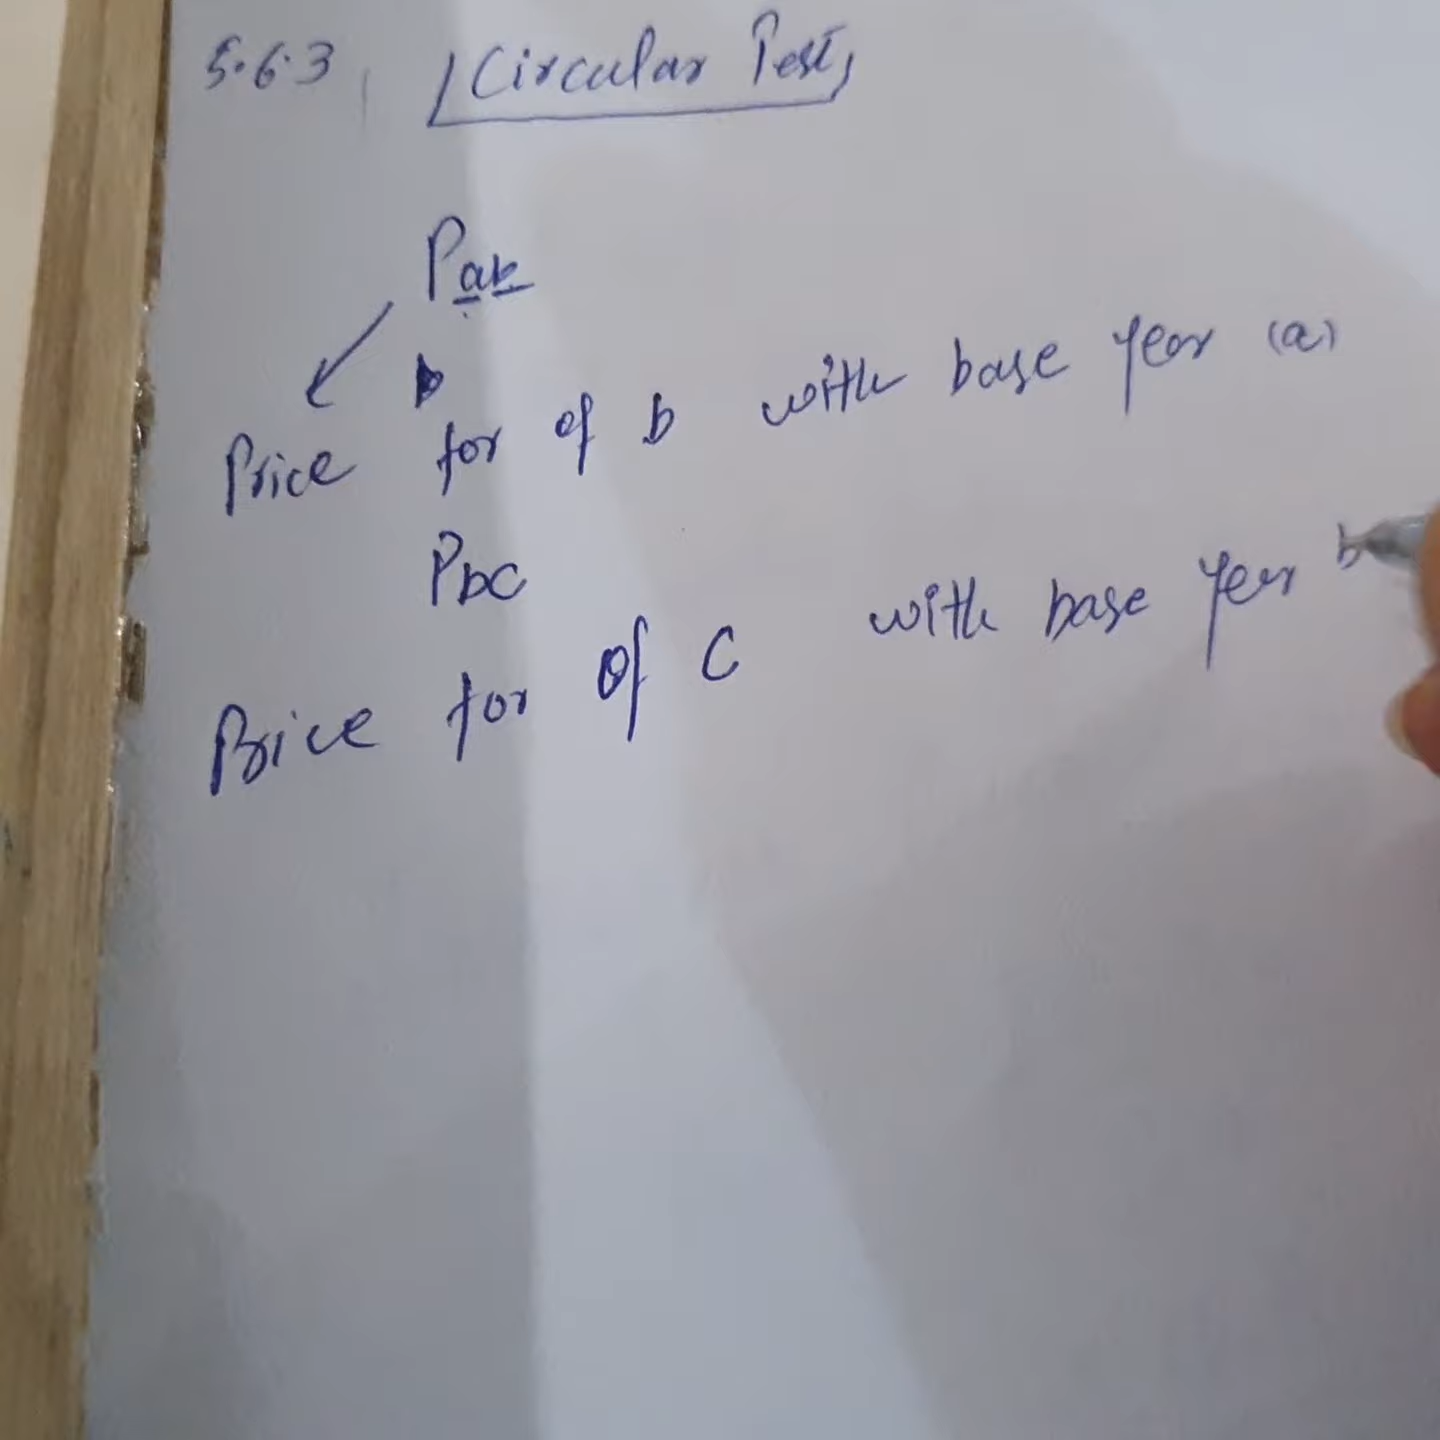 5.6.3 Circular Test
Pab
b
Price for of b with base year (a)
Pbc
Price for of C with base year b